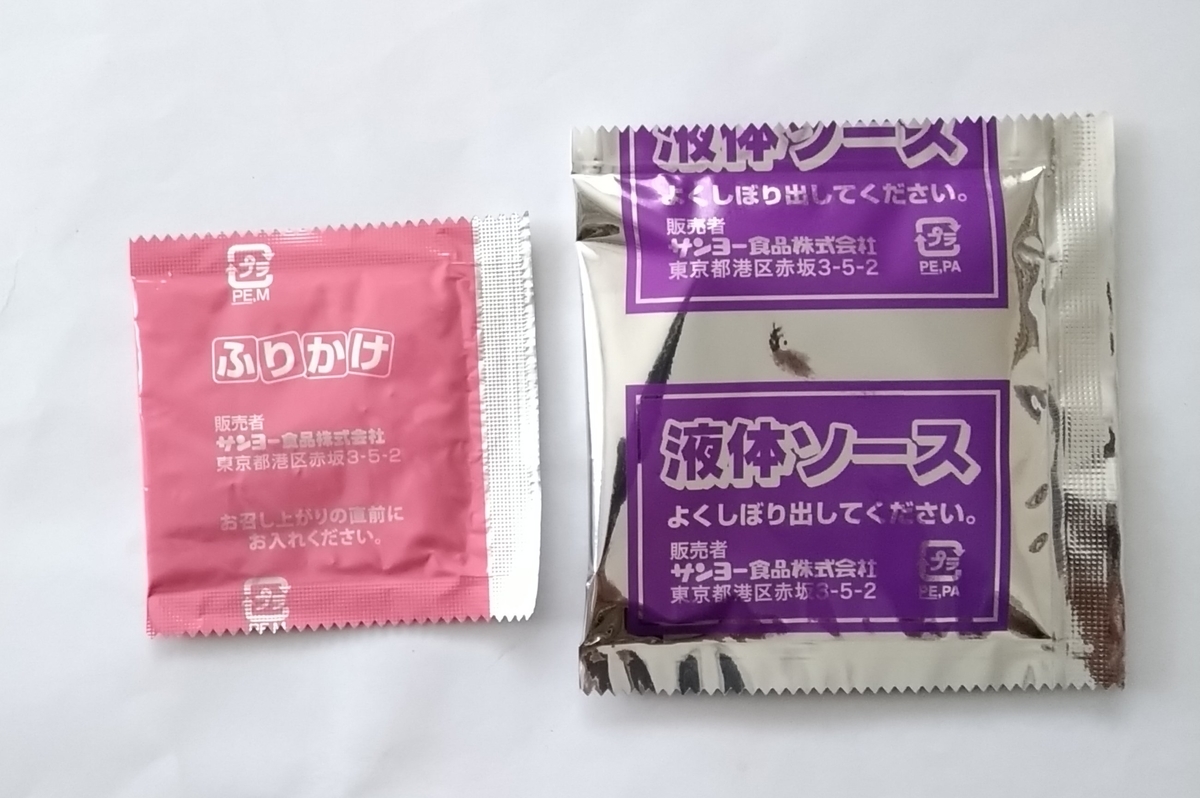 プラ
PE,M
ふりかけ
販売者
サンヨー食品株式会社
東京都港区赤坂3-5-2
お召し上がりの直前に
お入れください。
プラ
PE,M
液体ソース
よくしぼり出してください。
販売者
サンヨー食品株式会社
東京都港区赤坂3-5-2
プラ
PE,PA
液体ソース
よくしぼり出してください。
販売者
サンヨー食品株式会社
東京都港区赤坂3-5-2
プラ
PE,PA